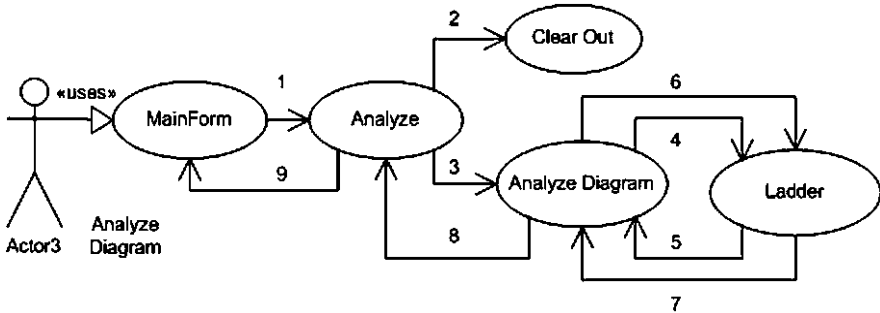 2
Clear Out
6
«uses»
1
MainForm
Analyze
4
3
Analyze Diagram
Ladder
9
Actor3
Analyze
Diagram
8
5
7